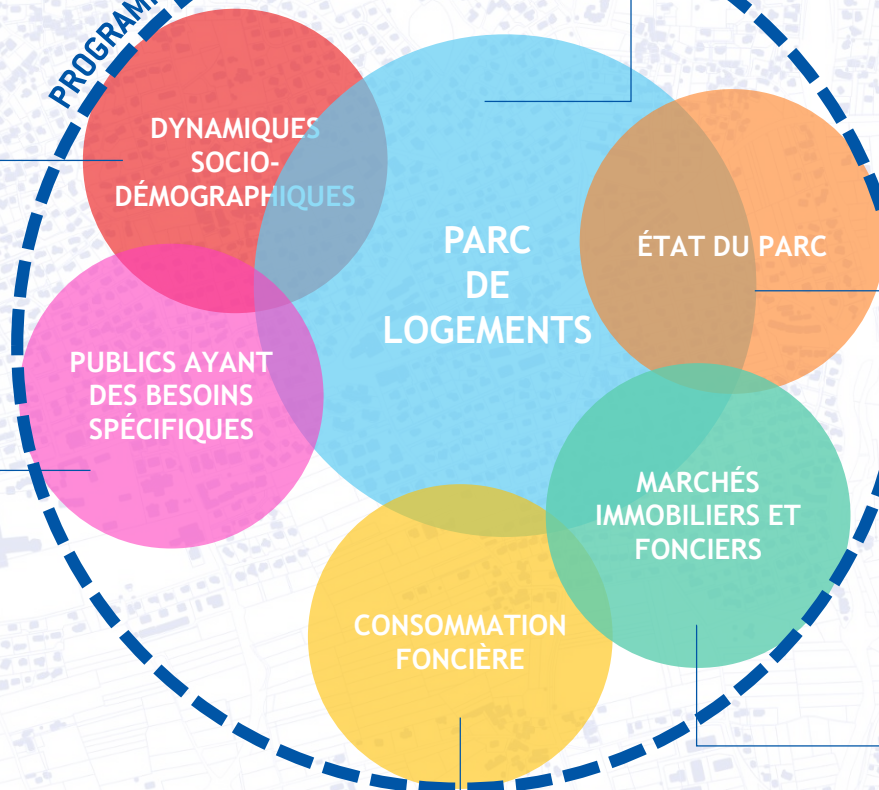 DYNAMIQUES
SOCIO-
DÉMOGRAPHIQUES
PARC
DE
LOGEMENTS
ÉTAT DU PARC
PUBLICS AYANT
DES BESOINS
SPÉCIFIQUES
MARCHÉS
IMMOBILIERS ET
FONCIERS
CONSOMMATION
FONCIÈRE